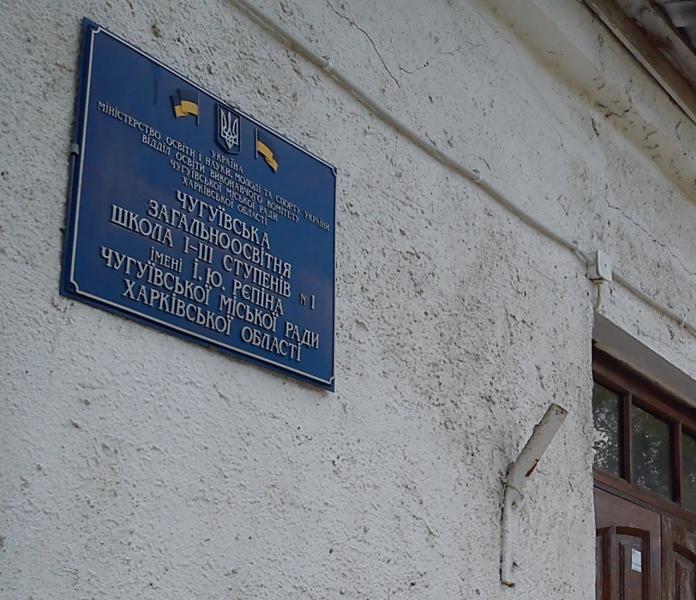 УКРАЇНА
МІНІСТЕРСТВО ОСВІТИ І НАУКИ, МОЛОДІ ТА СПОРТУ УКРАЇНИ
ВІДДІЛ ОСВІТИ ВИКОНАВЧОГО КОМІТЕТУ
ЧУГУЇВСЬКОЇ МІСЬКОЇ РАДИ
ХАРКІВСЬКОЇ ОБЛАСТІ
ЧУГУЇВСЬКА
ЗАГАЛЬНООСВІТНЯ
ШКОЛА І-ІІІ СТУПЕНІВ №1
імені І.Ю. РЄПІНА
ЧУГУЇВСЬКОЇ МІСЬКОЇ РАДИ
ХАРКІВСЬКОЇ ОБЛАСТІ